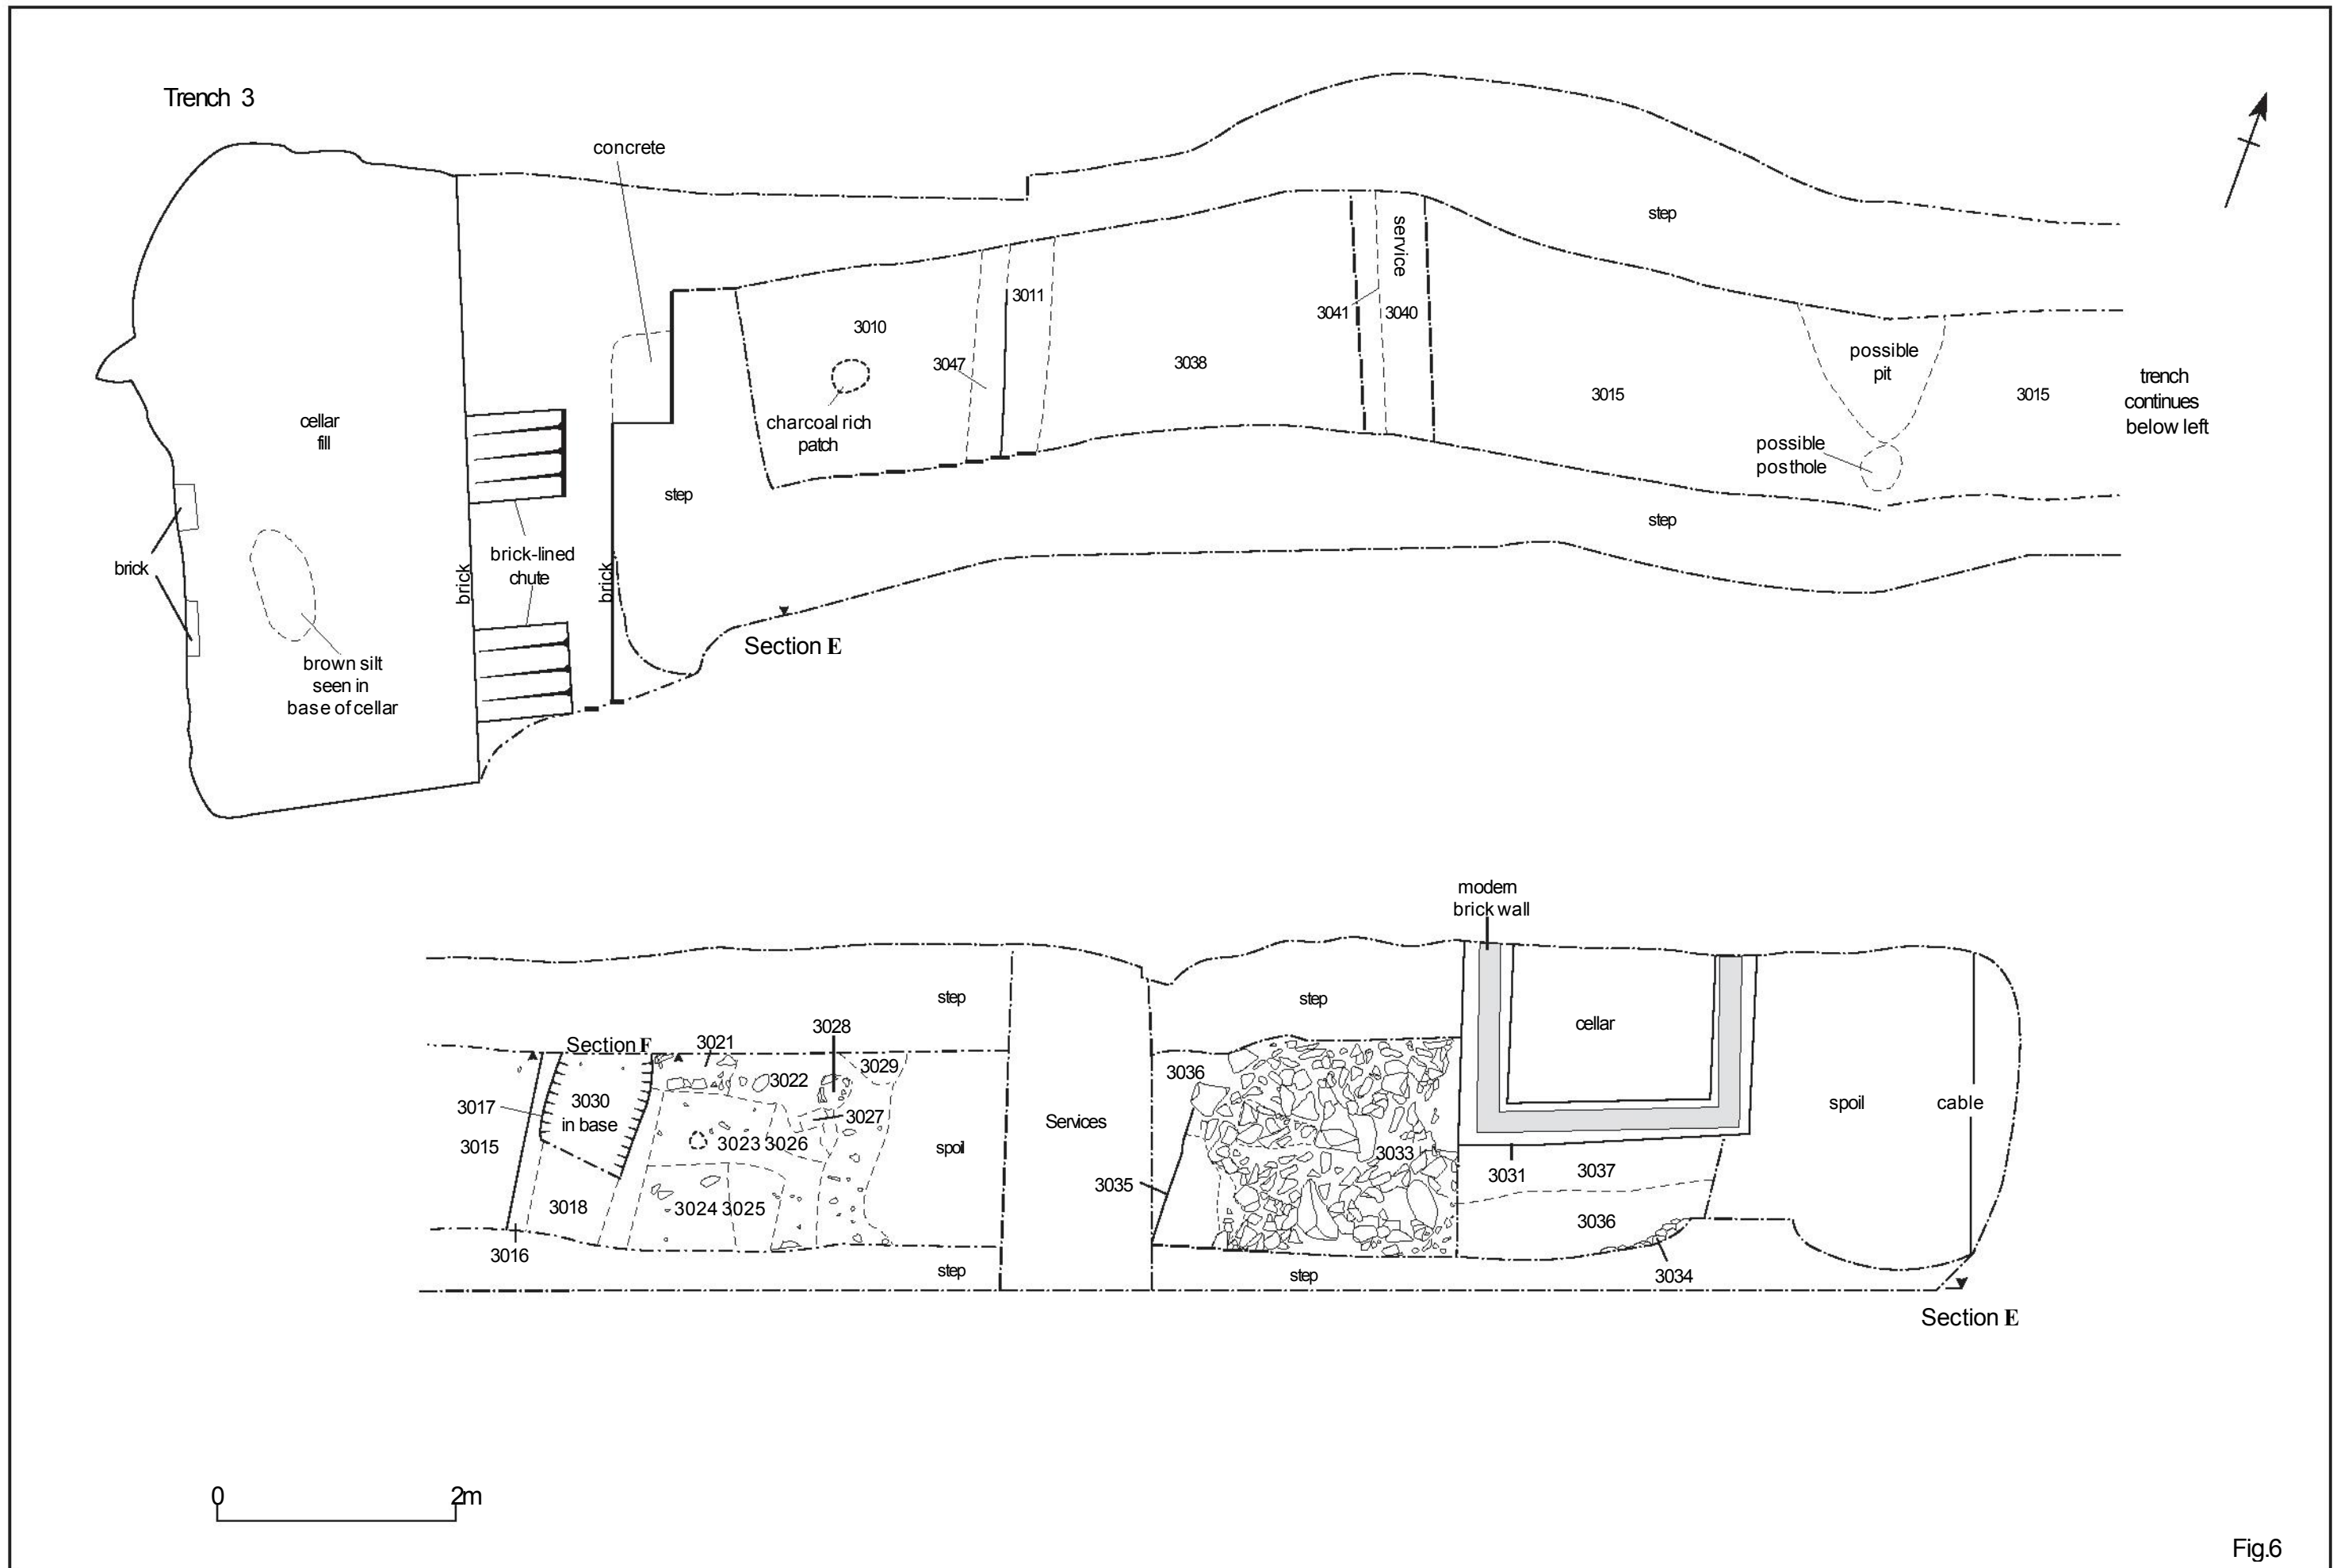 Trench 3
concrete
step
service
3011
3041
3040
3010
3047
3038
possible
pit
3015
3015
trench
continues
below left
charcoal rich
patch
cellar
fill
possible
posthole
step
step
brick-lined
chute
brick
brick
brick
Section E
brown silt
seen in
base of cellar
modern
brick wall
step
step
cellar
3028
3021
Section F
3029
3036
3022
3017
3030
in base
3027
Services
spoil
cable
3015
3023
3026
spoil
3033
3031
3037
3035
3018
3024
3025
3036
3016
step
step
3034
Section E
0
2m
Fig.6